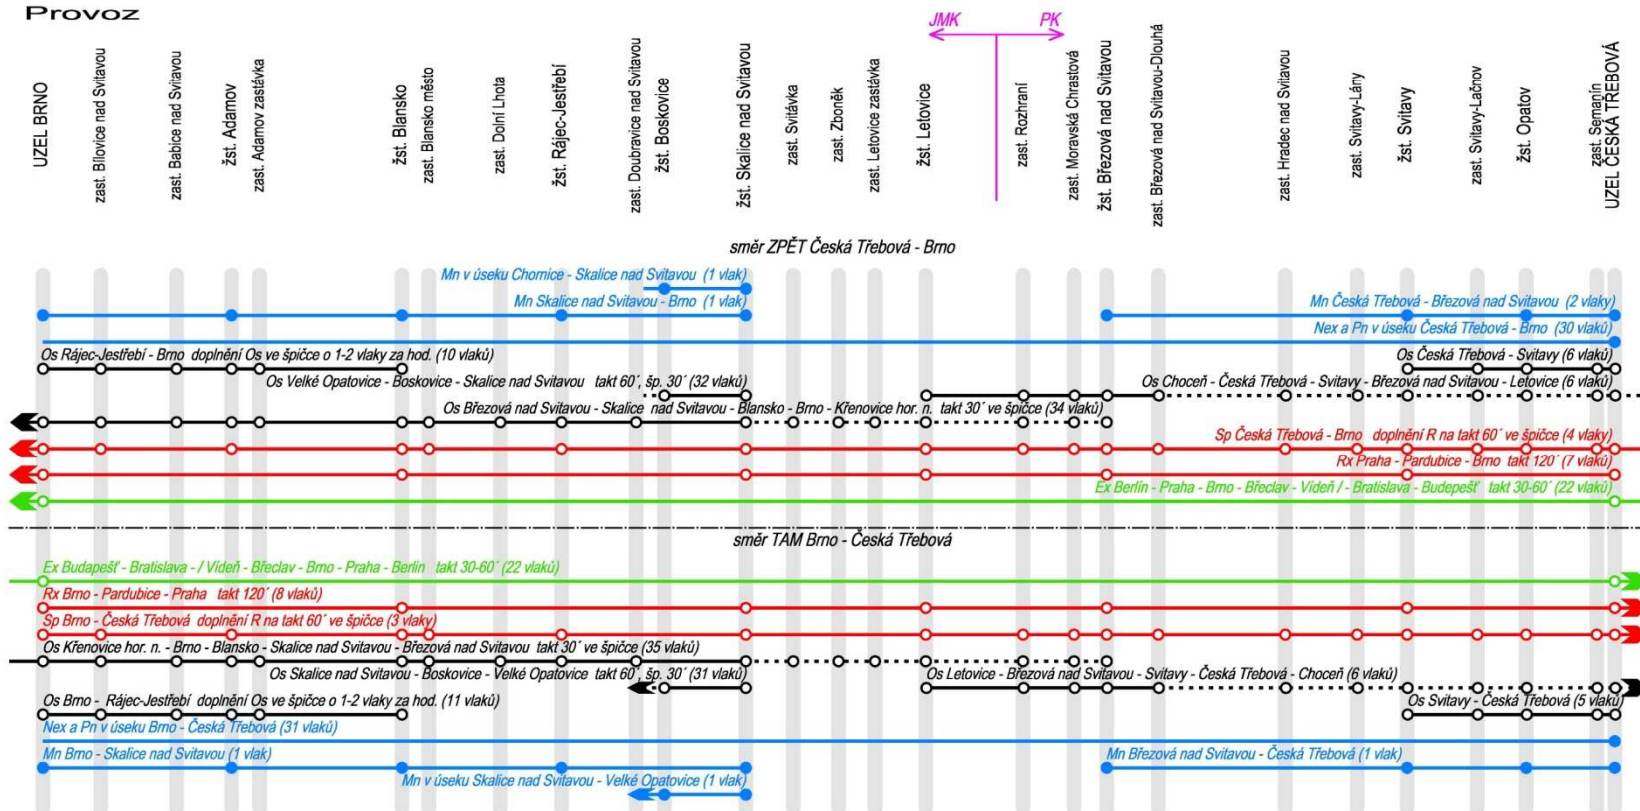 Provoz
JMK
PK
UZEL BRNO
zast. Bílovice nad Svitavou
zast. Babice nad Svitavou
žst. Adamov
zast. Adamov zastávka
žst. Blansko
zast. Blansko město
zast. Dolní Lhota
žst. Rájec-Jestřebí
zast. Doubravice nad Svitavou
žst. Boskovice
žst. Skalice nad Svitavou
zast. Svitávka
zast. Zboněk
zast. Letovice zastávka
žst. Letovice
zast. Rozhraní
zast. Moravská Chrastová
žst. Březová nad Svitavou
zast. Březová nad Svitavou-Dlouhá
zast. Hradec nad Svitavou
zast. Svitavy-Lány
žst. Svitavy
zast. Svitavy-Lačnov
žst. Opatov
zast. Semanín
UZEL ČESKÁ TŘEBOVÁ
směr ZPĚT Česká Třebová - Brno
Mn v úseku Chornice - Skalice nad Svitavou (1 vlak)
Mn Skalice nad Svitavou - Brno (1 vlak)
Mn Česká Třebová - Březová nad Svitavou (2 vlaky)
Nex a Pn v úseku Česká Třebová - Brno (30 vlaků)
Os Rájec-Jestřebí - Brno doplnění Os ve špičce o 1-2 vlaky za hod. (10 vlaků)
Os Česká Třebová - Svitavy (6 vlaků)
Os Velké Opatovice - Boskovice - Skalice nad Svitavou takt 60´, šp. 30´ (32 vlaků)
Os Choceň - Česká Třebová - Svitavy - Březová nad Svitavou - Letovice (6 vlaků)
Os Březová nad Svitavou - Skalice nad Svitavou - Blansko - Brno - Křenovice hor. n. takt 30´ ve špičce (34 vlaků)
Sp Česká Třebová - Brno doplnění R na takt 60´ ve špičce (4 vlaky)
Rx Praha - Pardubice - Brno takt 120´ (7 vlaků)
Ex Berlín - Praha - Brno - Břeclav - Vídeň / - Bratislava - Budepešť takt 30-60´ (22 vlaků)
směr TAM Brno - Česká Třebová
Ex Budapešť - Bratislava - / Vídeň - Břeclav - Brno - Praha - Berlin takt 30-60´ (22 vlaků)
Rx Brno - Pardubice - Praha takt 120´ (8 vlaků)
Sp Brno - Česká Třebová doplnění R na takt 60´ ve špičce (3 vlaky)
Os Křenovice hor. n. - Brno - Blansko - Skalice nad Svitavou - Březová nad Svitavou takt 30´ ve špičce (35 vlaků)
Os Skalice nad Svitavou - Boskovice - Velké Opatovice takt 60´, šp. 30´ (31 vlaků)
Os Letovice - Březová nad Svitavou - Svitavy - Česká Třebová - Choceň (6 vlaků)
Os Brno - Rájec-Jestřebí doplnění Os ve špičce o 1-2 vlaky za hod. (11 vlaků)
Os Svitavy - Česká Třebová (5 vlaků)
Nex a Pn v úseku Brno - Česká Třebová (31 vlaků)
Mn Brno - Skalice nad Svitavou (1 vlak)
Mn Březová nad Svitavou - Česká Třebová (1 vlak)
Mn v úseku Skalice nad Svitavou - Velké Opatovice (1 vlak)